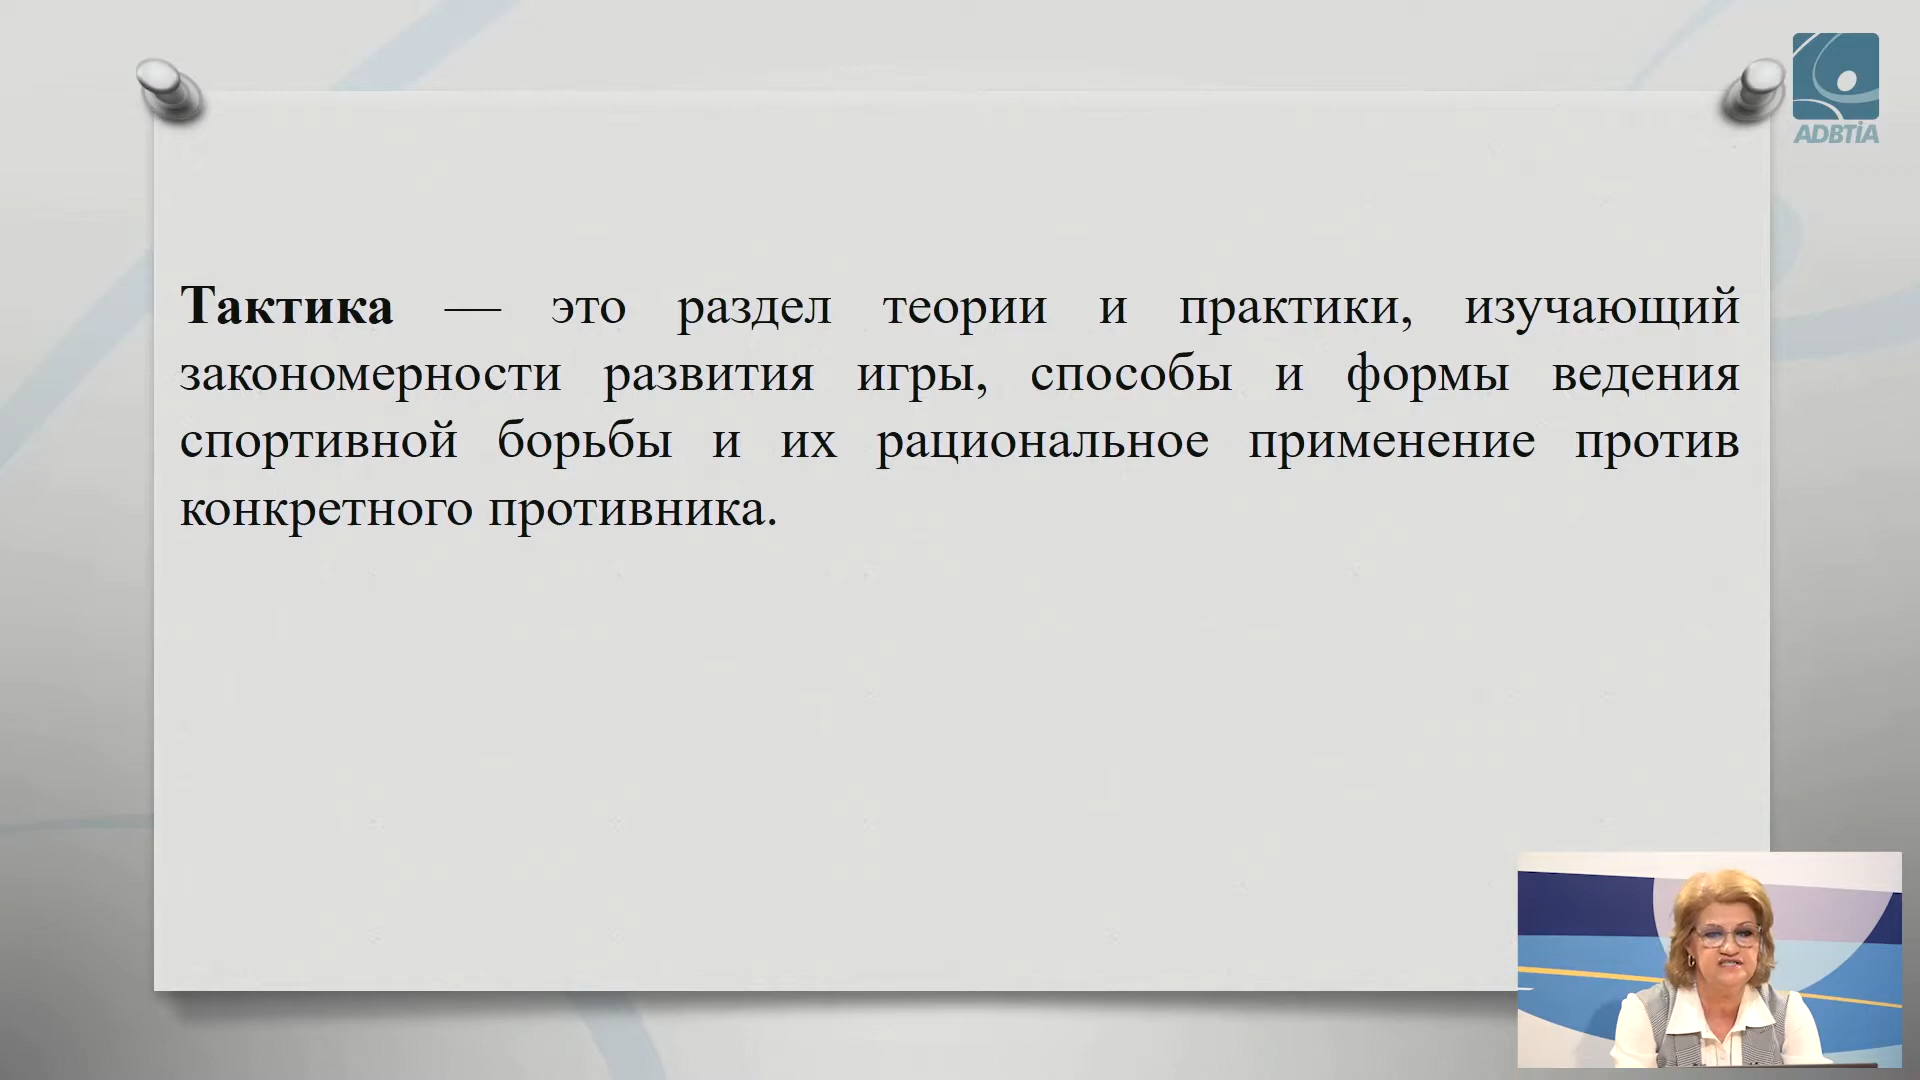 ADBTİA
Тактика — это раздел теории и практики, изучающий
закономерности развития игры, способы и формы ведения
спортивной борьбы и их рациональное применение против
конкретного противника.